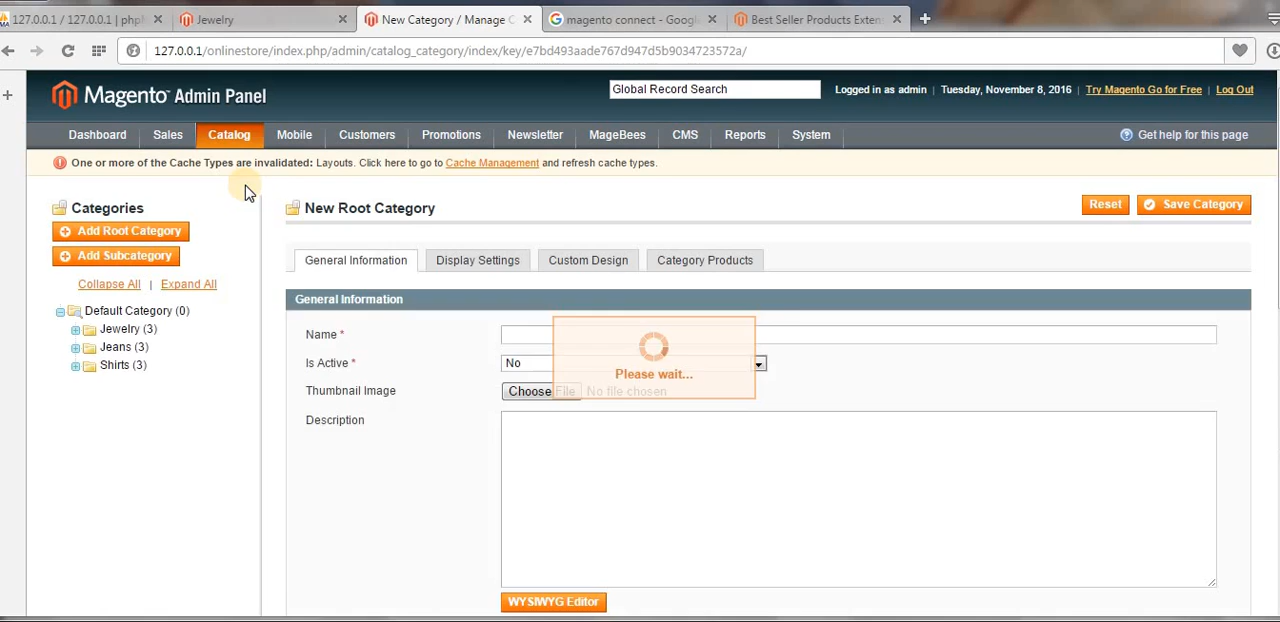 127.0.0.1 / 127.0.0.1 | phpM
Jewelry
New Category / Manage C
magento connect - Google
Best Seller Products Exten
127.0.0.1/onlinestore/index.php/admin/catalog_category/index/key/e7bd493aade767d947d5b9034723572a/
Magento Admin Panel
Global Record Search
Logged in as admin | Tuesday, November 8, 2016 | Try Magento Go for Free | Log Out
Dashboard Sales Catalog Mobile Customers Promotions Newsletter MageBees CMS Reports System Get help for this page
One or more of the Cache Types are invalidated: Layouts. Click here to go to Cache Management and refresh cache types.
Categories
Add Root Category
Add Subcategory
Collapse All | Expand All
Default Category (0)
Jewelry (3)
Jeans (3)
Shirts (3)
New Root Category
Reset Save Category
General Information Display Settings Custom Design Category Products
General Information
Name *
Is Active * No
Thumbnail Image Choose File No file chosen
Description
Please wait...
WYSIWYG Editor